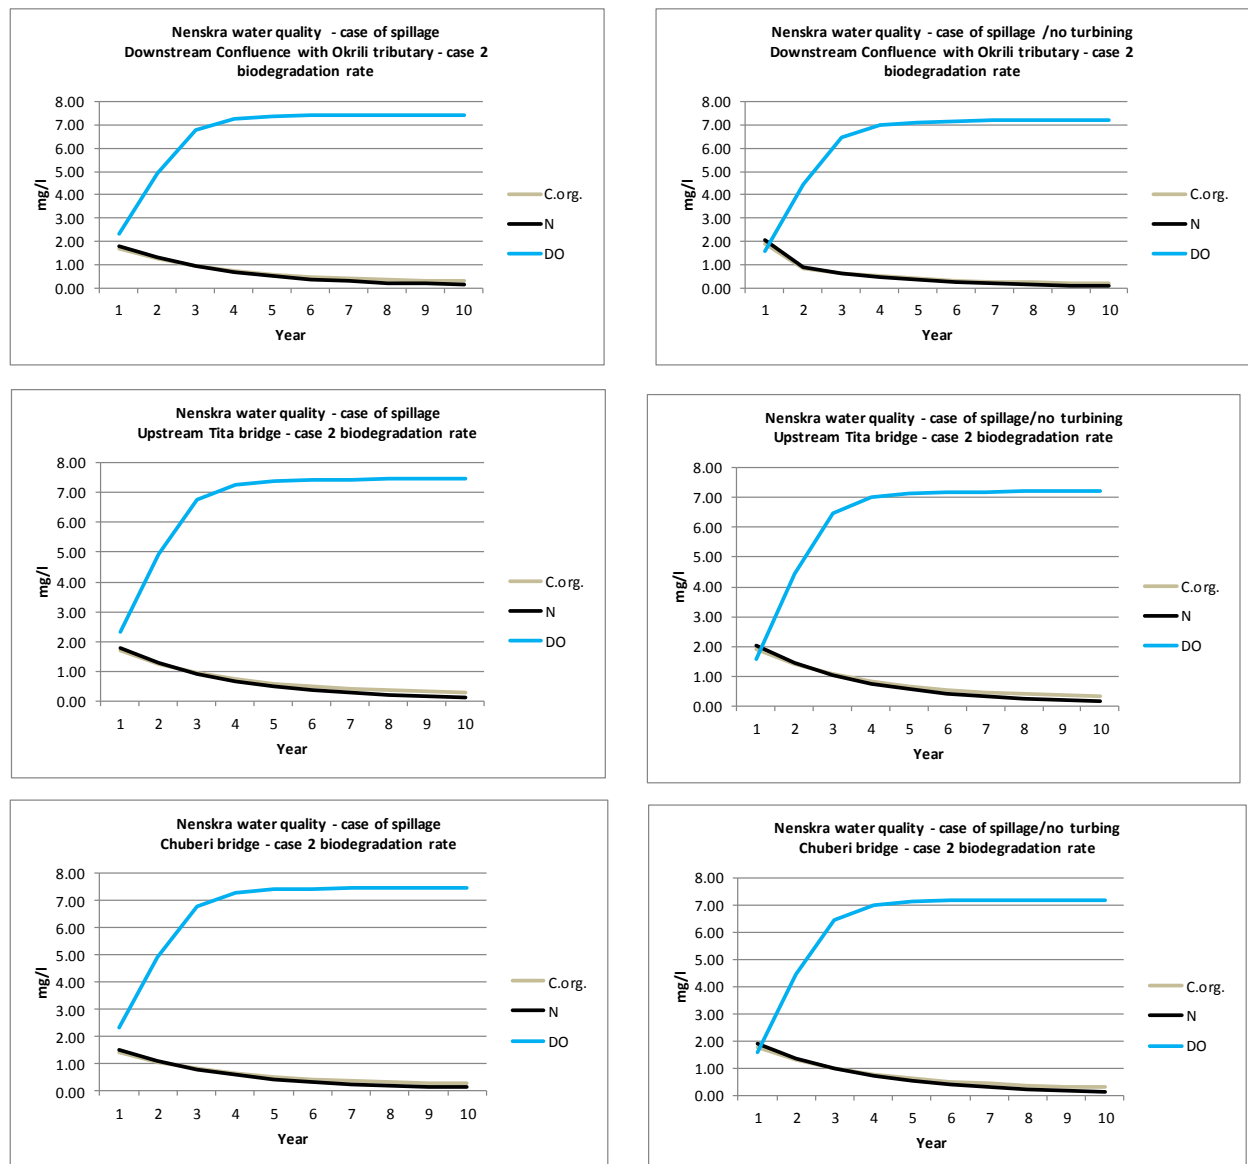 Nenskra water quality - case of spillage
Downstream Confluence with Okrili tributary - case 2
biodegradation rate
8.00
7.00
6.00
5.00
4.00
3.00
2.00
1.00
0.00
mg/l
1 2 3 4 5 6 7 8 9 10
Year
C.org.
N
DO
Nenskra water quality - case of spillage /no turbining
Downstream Confluence with Okrili tributary - case 2
biodegradation rate
8.00
7.00
6.00
5.00
4.00
3.00
2.00
1.00
0.00
mg/l
1 2 3 4 5 6 7 8 9 10
Year
C.org.
N
DO
Nenskra water quality - case of spillage
Upstream Tita bridge - case 2 biodegradation rate
8.00
7.00
6.00
5.00
4.00
3.00
2.00
1.00
0.00
mg/l
1 2 3 4 5 6 7 8 9 10
Year
C.org.
N
DO
Nenskra water quality - case of spillage/no turbining
Upstream Tita bridge - case 2 biodegradation rate
8.00
7.00
6.00
5.00
4.00
3.00
2.00
1.00
0.00
mg/l
1 2 3 4 5 6 7 8 9 10
Year
C.org.
N
DO
Nenskra water quality - case of spillage
Chuberi bridge - case 2 biodegradation rate
8.00
7.00
6.00
5.00
4.00
3.00
2.00
1.00
0.00
mg/l
1 2 3 4 5 6 7 8 9 10
Year
C.org.
N
DO
Nenskra water quality - case of spillage/no turbing
Chuberi bridge - case 2 biodegradation rate
8.00
7.00
6.00
5.00
4.00
3.00
2.00
1.00
0.00
mg/l
1 2 3 4 5 6 7 8 9 10
Year
C.org.
N
DO